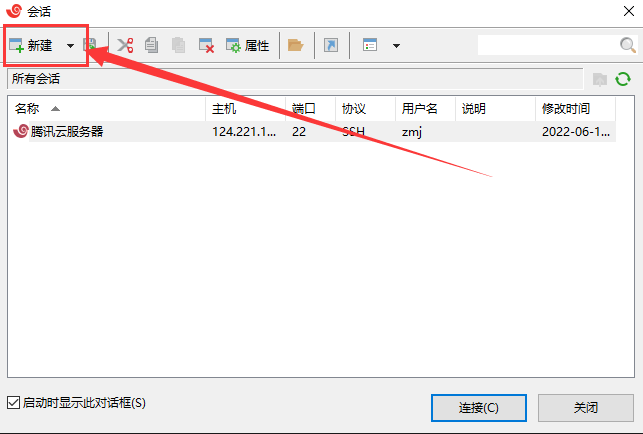 会话
新建 属性
所有会话
名称 主机 端口 协议 用户名 说明 修改时间
腾讯云服务器 124.221.1... 22 SSH zmj 2022-06-1...
启动时显示此对话框(S) 连接(C) 关闭